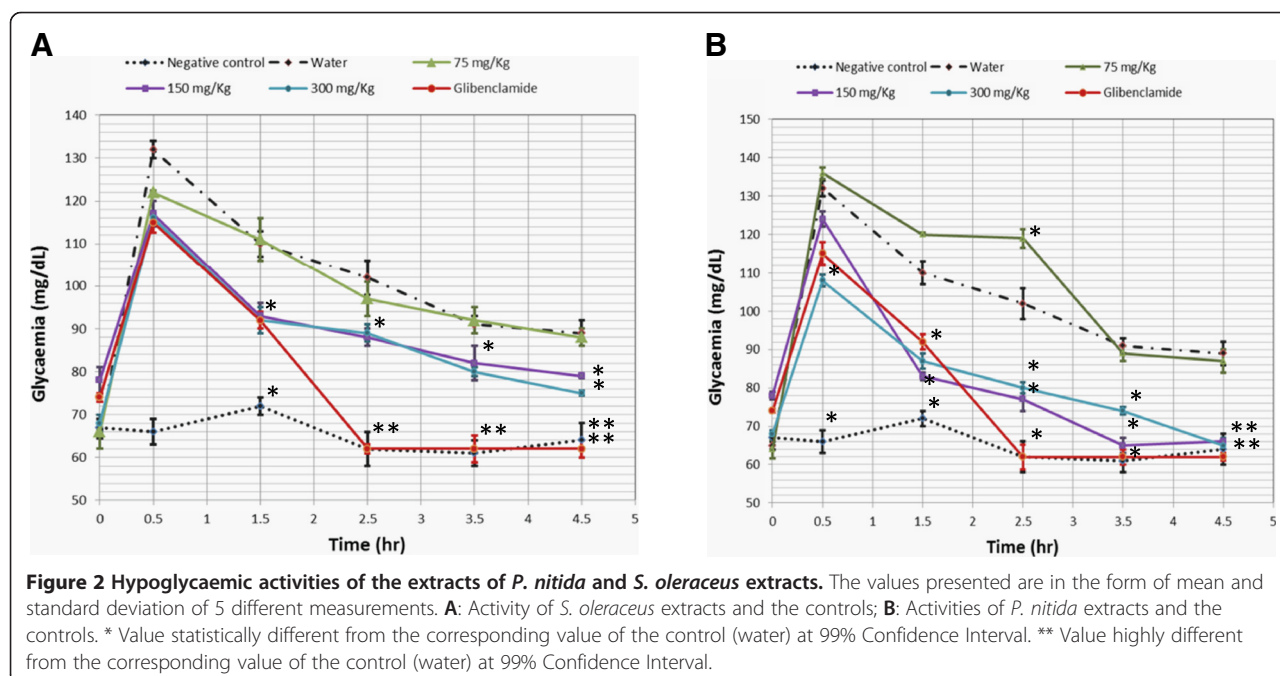 A
Negative control Water 75 mg/Kg
150 mg/Kg 300 mg/Kg Glibenclamide
140
130
120
110
100
90
80
70
60
50
Glycaemia (mg/dL)
0 0.5 1 1.5 2 2.5 3 3.5 4 4.5 5
Time (hr)
* * * * * * * ** ** ** **
B
Negative control Water 75 mg/Kg
150 mg/Kg 300 mg/Kg Glibenclamide
150
140
130
120
110
100
90
80
70
60
50
Glycaemia (mg/dL)
0 0.5 1 1.5 2 2.5 3 3.5 4 4.5 5
Time (hr)
* * * * * * * * * * * * ** **
Figure 2 Hypoglycaemic activities of the extracts of P. nitida and S. oleraceus extracts. The values presented are in the form of mean and
standard deviation of 5 different measurements. A: Activity of S. oleraceus extracts and the controls; B: Activities of P. nitida extracts and the
controls. * Value statistically different from the corresponding value of the control (water) at 99% Confidence Interval. ** Value highly different
from the corresponding value of the control (water) at 99% Confidence Interval.